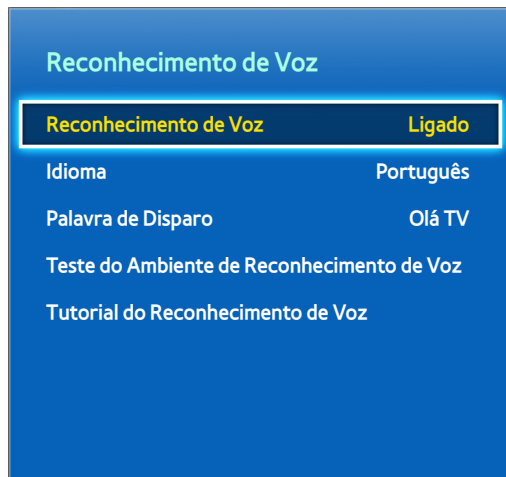 Reconhecimento de Voz
Reconhecimento de Voz Ligado
Idioma Português
Palavra de Disparo Olá TV
Teste do Ambiente de Reconhecimento de Voz
Tutorial do Reconhecimento de Voz